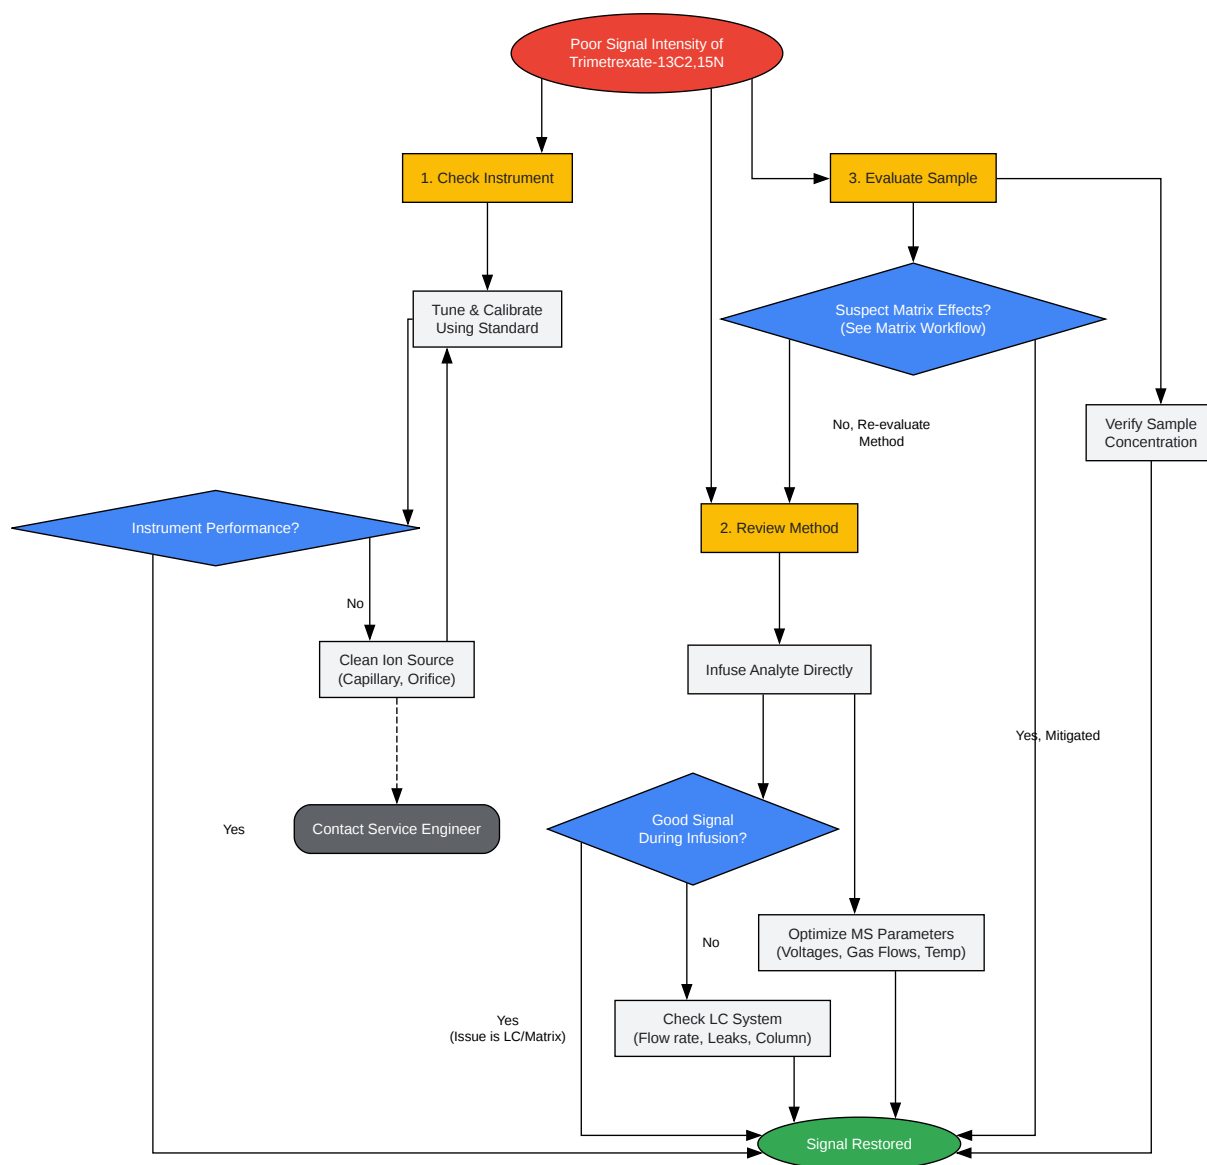 Poor Signal Intensity of
Trimetrexate-13C2,15N
1. Check Instrument
3. Evaluate Sample
Tune & Calibrate
Using Standard
Suspect Matrix Effects?
(See Matrix Workflow)
No, Re-evaluate
Method
Verify Sample
Concentration
Instrument Performance?
2. Review Method
No
Clean Ion Source
(Capillary, Orifice)
Infuse Analyte Directly
Yes, Mitigated
Contact Service Engineer
Yes
Good Signal
During Infusion?
No
Optimize MS Parameters
(Voltages, Gas Flows, Temp)
Yes
(Issue is LC/Matrix)
Check LC System
(Flow rate, Leaks, Column)
Signal Restored